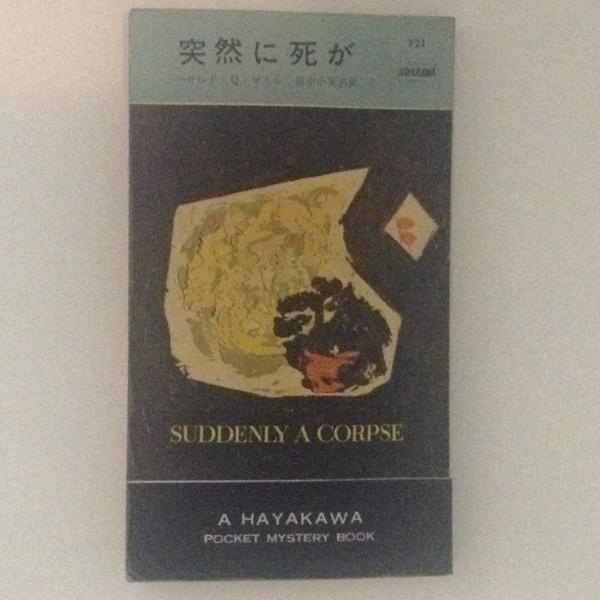 突然に死が
721
ハロルド・Q・マスル 田中小実昌訳
SUDDENLY A CORPSE
A HAYAKAWA
POCKET MYSTERY BOOK